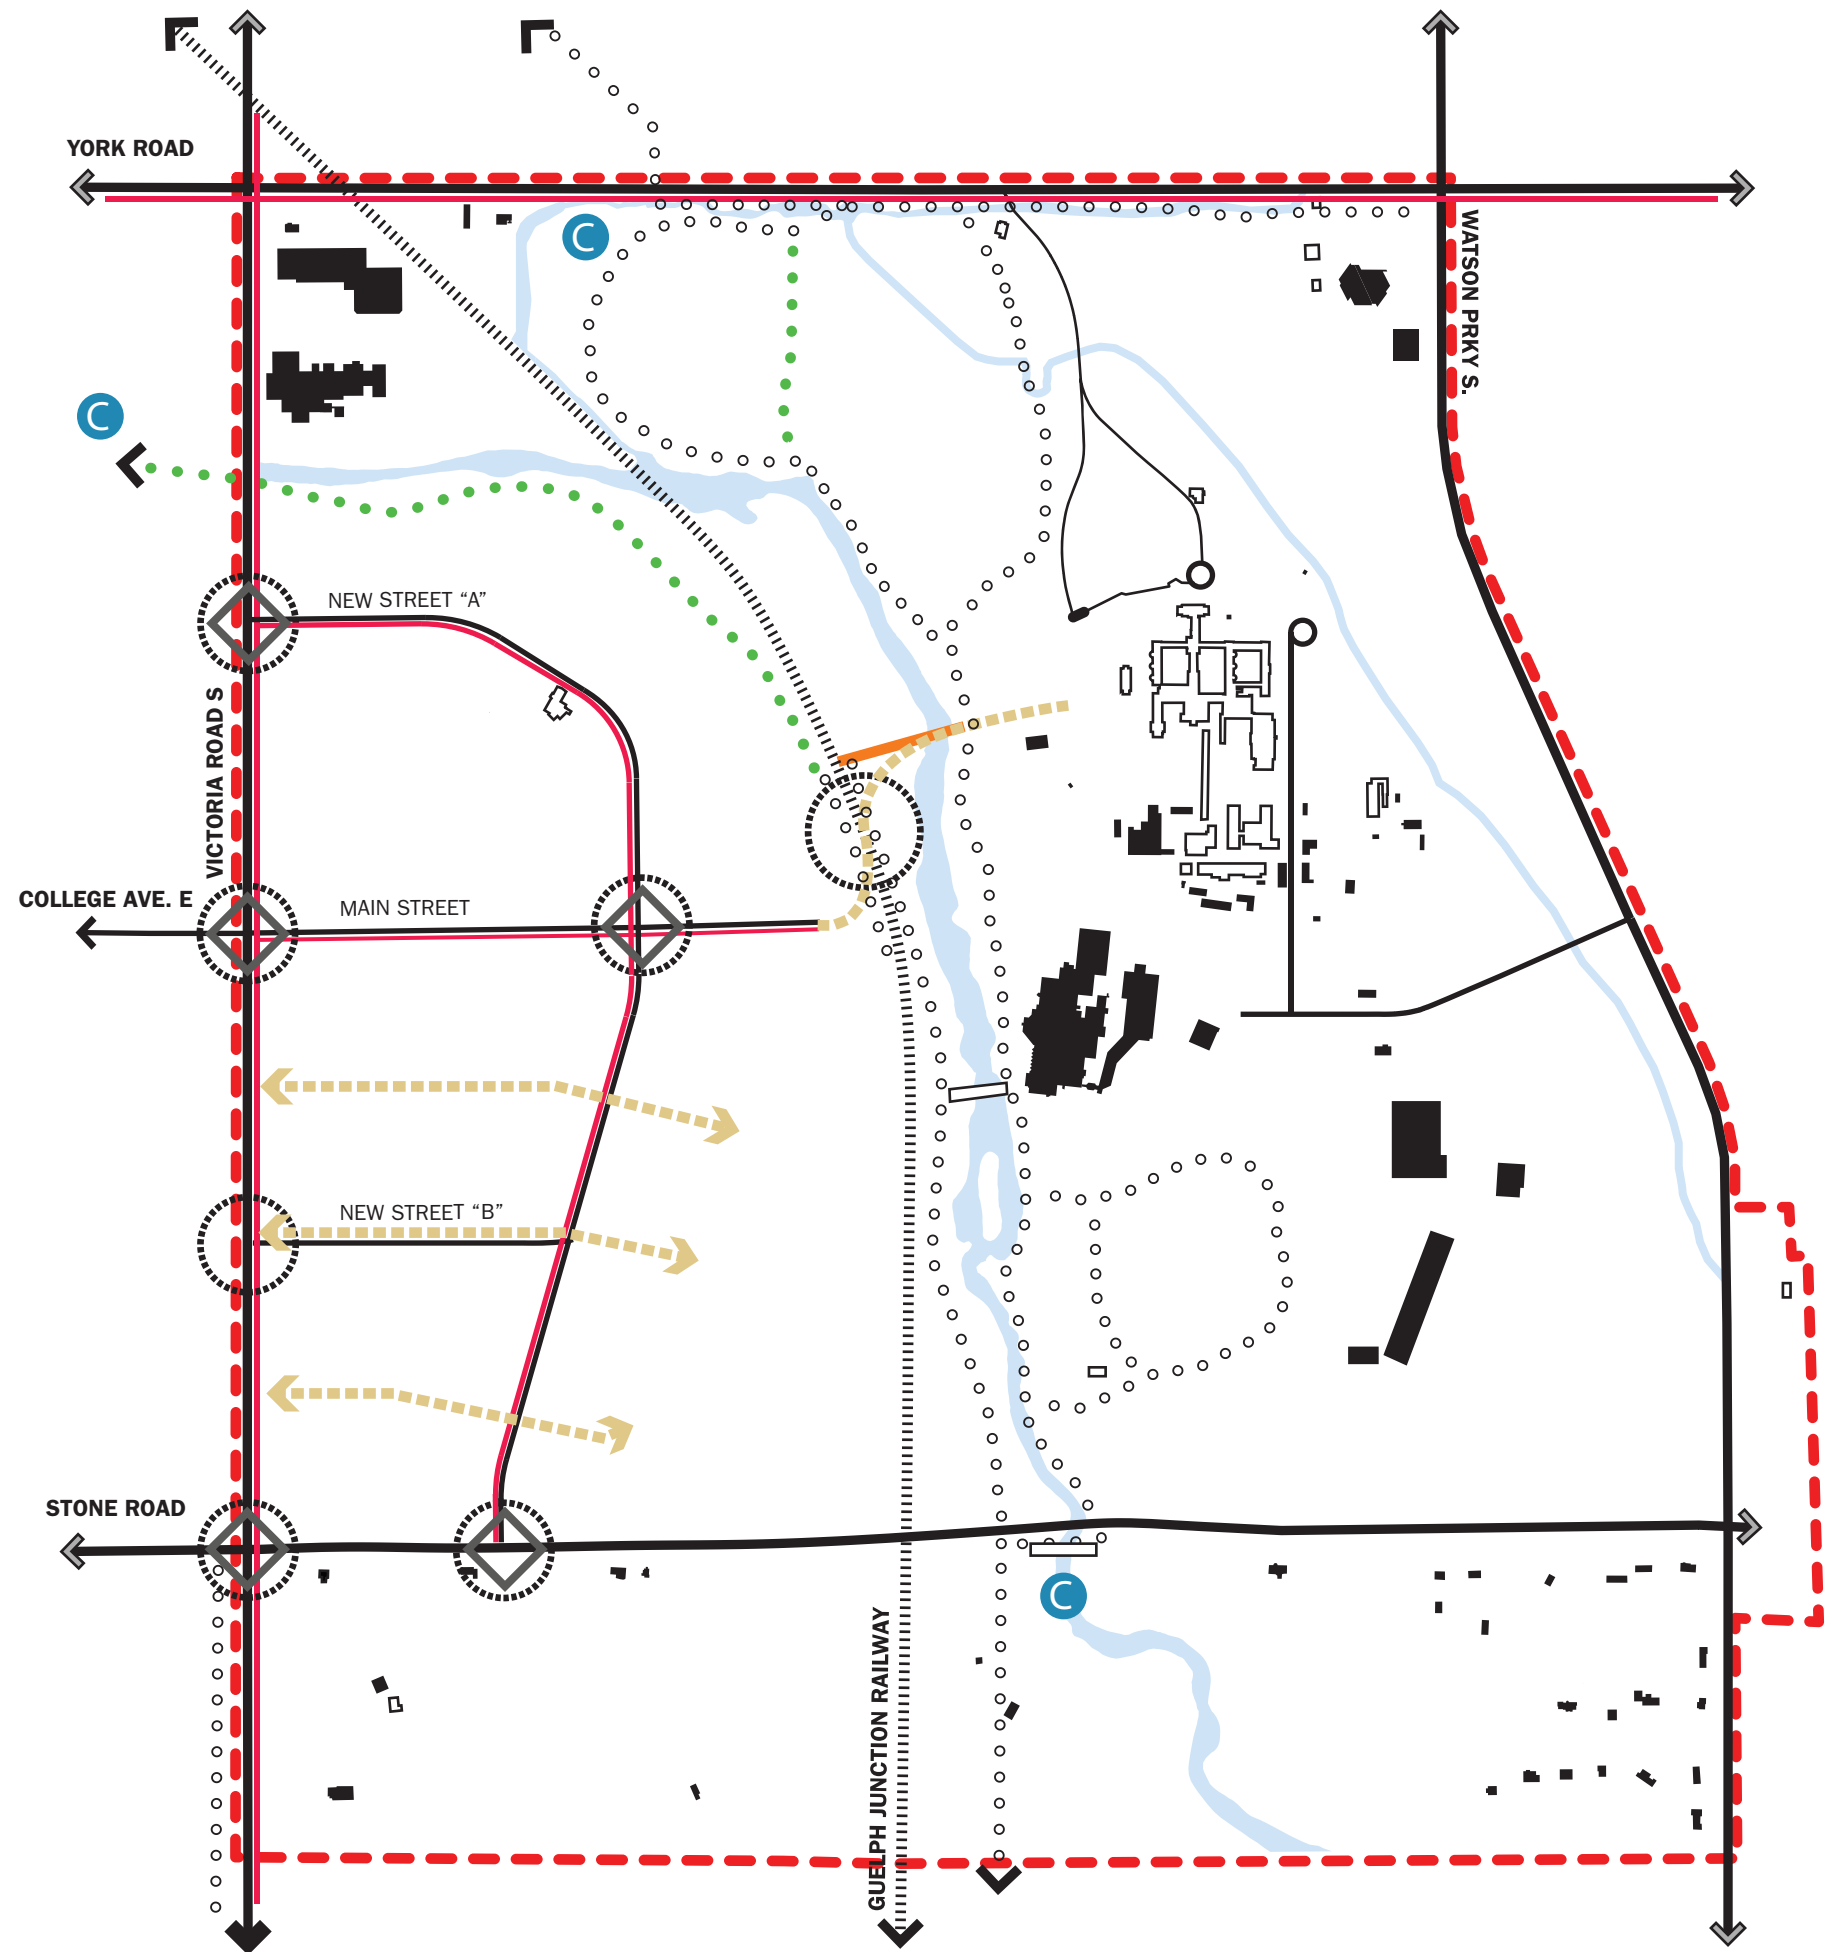 YORK ROAD
C
WATSON PRKY S.
C
NEW STREET “A”
VICTORIA ROAD S
COLLEGE AVE. E
MAIN STREET
NEW STREET “B”
STONE ROAD
C
GUELPH JUNCTION RAILWAY